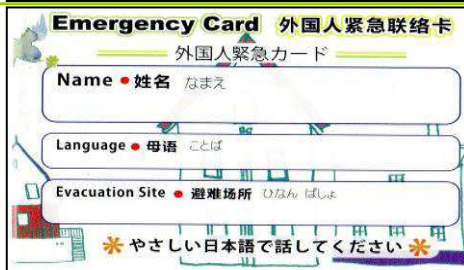 Emergency Card 外国人紧急联络卡
外国人緊急カード
Name ● 姓名 なまえ
Language ● 母语 ことば
Evacuation Site ● 避难场所 ひなん ばしょ
✽ やさしい日本語で話してください ✽